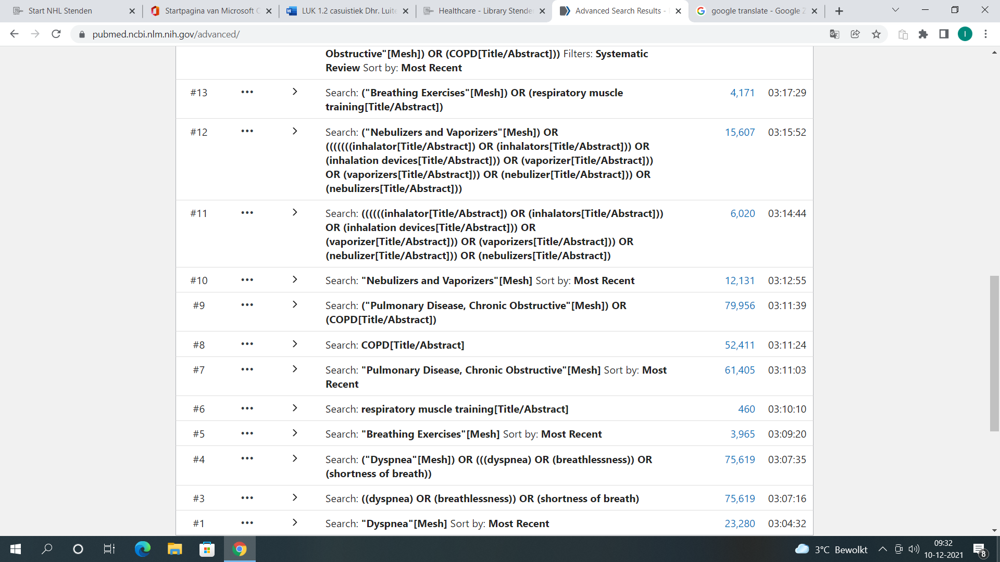 Start NHL Stenden
Startpagina van Microsoft
LUK 1.2 casuistiek Dhr. Luit
Healthcare - Library Stende
Advanced Search Results -
google translate - Google Z
pubmed.ncbi.nlm.nih.gov/advanced/
I
Obstructive"[Mesh]) OR (COPD[Title/Abstract])) Filters: Systematic
Review Sort by: Most Recent
#13 Search: ("Breathing Exercises"[Mesh]) OR (respiratory muscle 4,171 03:17:29
training[Title/Abstract])
#12 Search: ("Nebulizers and Vaporizers"[Mesh]) OR 15,607 03:15:52
(((((((inhalator[Title/Abstract]) OR (inhalators[Title/Abstract])) OR
(inhalation devices[Title/Abstract])) OR (vaporizer[Title/Abstract]))
OR (vaporizers[Title/Abstract])) OR (nebulizer[Title/Abstract])) OR
(nebulizers[Title/Abstract]))
#11 Search: ((((((inhalator[Title/Abstract]) OR (inhalators[Title/Abstract])) 6,020 03:14:44
OR (inhalation devices[Title/Abstract])) OR
(vaporizer[Title/Abstract])) OR (vaporizers[Title/Abstract])) OR
(nebulizer[Title/Abstract])) OR (nebulizers[Title/Abstract])
#10 Search: "Nebulizers and Vaporizers"[Mesh] Sort by: Most Recent 12,131 03:12:55
#9 Search: ("Pulmonary Disease, Chronic Obstructive"[Mesh]) OR 79,956 03:11:39
(COPD[Title/Abstract])
#8 Search: COPD[Title/Abstract] 52,411 03:11:24
#7 Search: "Pulmonary Disease, Chronic Obstructive"[Mesh] Sort by: Most 61,405 03:11:03
Recent
#6 Search: respiratory muscle training[Title/Abstract] 460 03:10:10
#5 Search: "Breathing Exercises"[Mesh] Sort by: Most Recent 3,965 03:09:20
#4 Search: ("Dyspnea"[Mesh]) OR (((dyspnea) OR (breathlessness)) OR 75,619 03:07:35
(shortness of breath))
#3 Search: ((dyspnea) OR (breathlessness)) OR (shortness of breath) 75,619 03:07:16
#1 Search: "Dyspnea"[Mesh] Sort by: Most Recent 23,280 03:04:32
3°C Bewolkt
09:32
10-12-2021
8